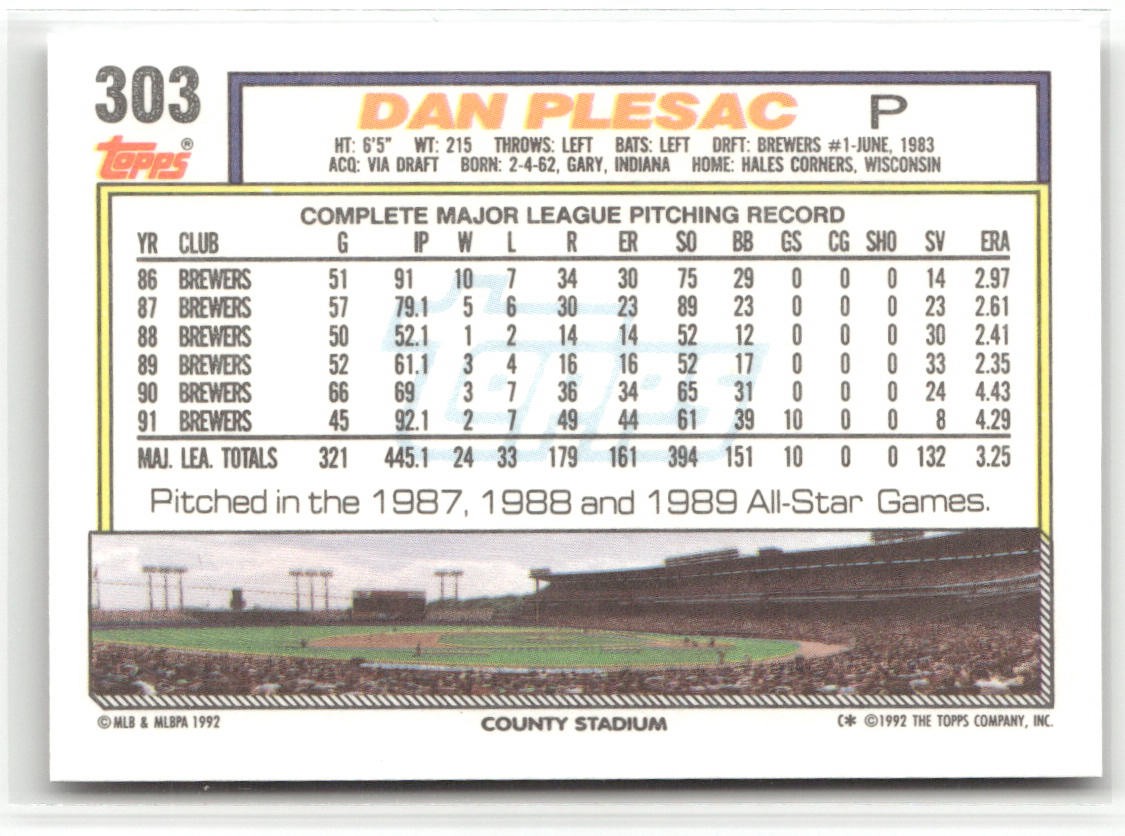 303
topps®
DAN PLESAC P
HT: 6'5" WT: 215 THROWS: LEFT BATS: LEFT DRFT: BREWERS #1-JUNE, 1983
ACQ: VIA DRAFT BORN: 2-4-62, GARY, INDIANA HOME: HALES CORNERS, WISCONSIN
COMPLETE MAJOR LEAGUE PITCHING RECORD
YR CLUB G IP W L R ER SO BB GS CG SHO SV ERA
86 BREWERS 51 91 10 7 34 30 75 29 0 0 0 14 2.97
87 BREWERS 57 79.1 5 6 30 23 89 23 0 0 0 23 2.61
88 BREWERS 50 52.1 1 2 14 14 52 12 0 0 0 30 2.41
89 BREWERS 52 61.1 3 4 16 16 52 17 0 0 0 33 2.35
90 BREWERS 66 69 3 7 36 34 65 31 0 0 0 24 4.43
91 BREWERS 45 92.1 2 7 49 44 61 39 10 0 0 8 4.29
MAJ. LEA. TOTALS 321 445.1 24 33 179 161 394 151 10 0 0 132 3.25
topps
Pitched in the 1987, 1988 and 1989 All-Star Games.
© MLB & MLBPA 1992 COUNTY STADIUM C* ©1992 THE TOPPS COMPANY, INC.